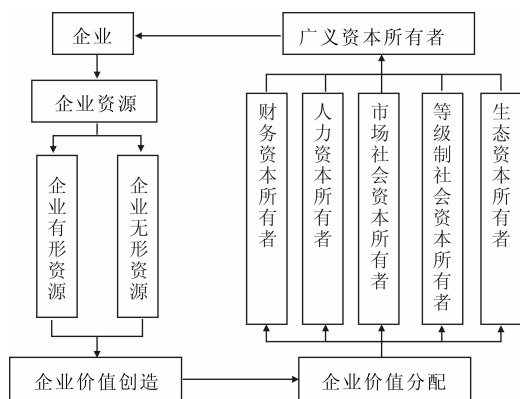 企业
广义资本所有者
企业资源
企业有形资源
企业无形资源
财务资本所有者
人力资本所有者
市场社会资本所有者
等级制社会资本所有者
生态资本所有者
企业价值创造
企业价值分配